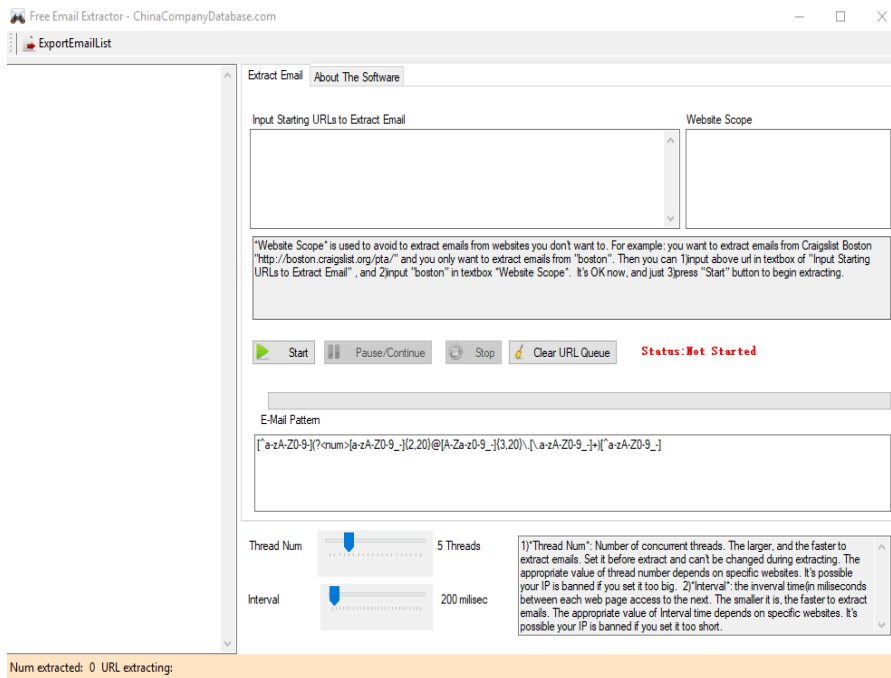 Free Email Extractor - ChinaCompanyDatabase.com
ExportEmailList
Extract Email
About The Software
Input Starting URLs to Extract Email
Website Scope
"Website Scope" is used to avoid to extract emails from websites you don't want to. For example: you want to extract emails from Craigslist Boston
"http://boston.craigslist.org/pta/" and you only want to extract emails from "boston". Then you can 1)input above url in textbox of "Input Starting
URLs to Extract Email" , and 2)input "boston" in textbox "Website Scope".  It's OK now, and just 3)press "Start" button to begin extracting.
Start
Pause/Continue
Stop
Clear URL Queue
Status:Not Started
E-Mail Pattern
[^a-zA-Z0-9-](?<num>[a-zA-Z0-9_-]{2,20}@[A-Za-z0-9_-]{3,20}\.[\.a-zA-Z0-9_-]+)[^a-zA-Z0-9_-]
Thread Num
5 Threads
Interval
200 milisec
1)"Thread Num": Number of concurrent threads. The larger, and the faster to
extract emails. Set it before extract and can't be changed during extracting. The
appropriate value of thread number depends on specific websites. It's possible
your IP is banned if you set it too big.  2)"Interval": the inverval time(in miliseconds
between each web page access to the next. The smaller it is, the faster to extract
emails. The appropriate value of Interval time depends on specific websites. It's
possible your IP is banned if you set it too short.
Num extracted:  0  URL extracting: